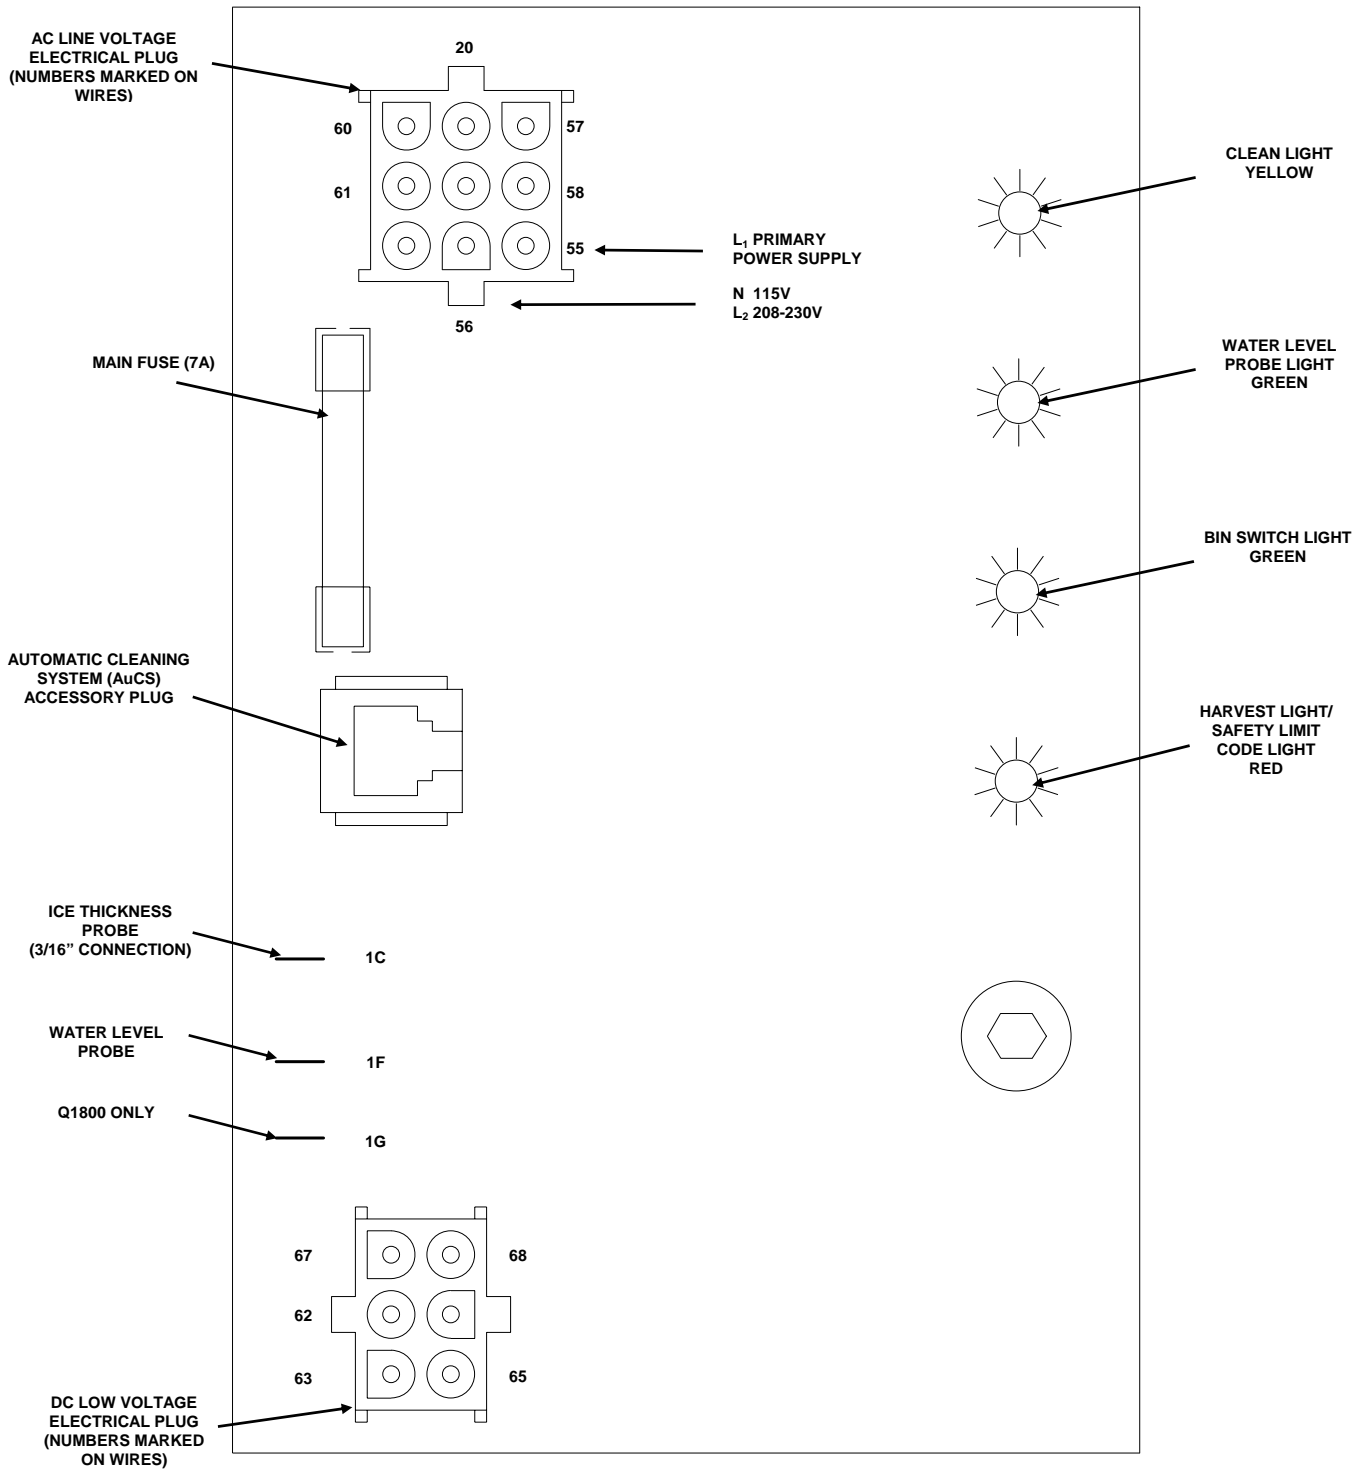 AC LINE VOLTAGE
ELECTRICAL PLUG
(NUMBERS MARKED ON
WIRES)
20
60
57
61
58
55
56
L₁ PRIMARY
POWER SUPPLY
N 115V
L₂ 208-230V
CLEAN LIGHT
YELLOW
MAIN FUSE (7A)
WATER LEVEL
PROBE LIGHT
GREEN
BIN SWITCH LIGHT
GREEN
AUTOMATIC CLEANING
SYSTEM (AuCS)
ACCESSORY PLUG
HARVEST LIGHT/
SAFETY LIMIT
CODE LIGHT
RED
ICE THICKNESS
PROBE
(3/16” CONNECTION)
1C
WATER LEVEL
PROBE
1F
Q1800 ONLY
1G
67
68
62
63
65
DC LOW VOLTAGE
ELECTRICAL PLUG
(NUMBERS MARKED
ON WIRES)